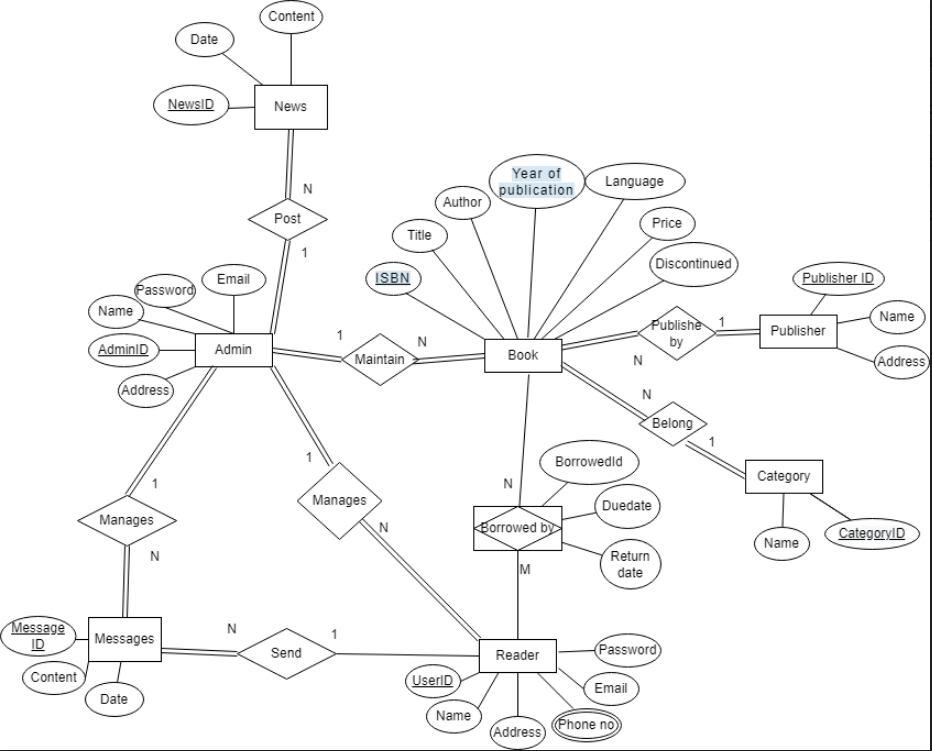 Content
Date
NewsID
News
N
Post
1
Email
Password
Name
AdminID
Admin
Address
1
Maintain
N
Year of
publication
Language
Author
Price
Title
Discontinued
ISBN
Book
Publishe
by
1
N
Publisher ID
Publisher
Name
Address
N
Belong
1
Category
Name
CategoryID
1
Manages
N
1
Manages
N
N
BorrowedId
Duedate
Borrowed by
Return
date
M
Message
ID
Messages
Content
Date
N
Send
1
Reader
Password
UserID
Email
Name
Address
Phone no